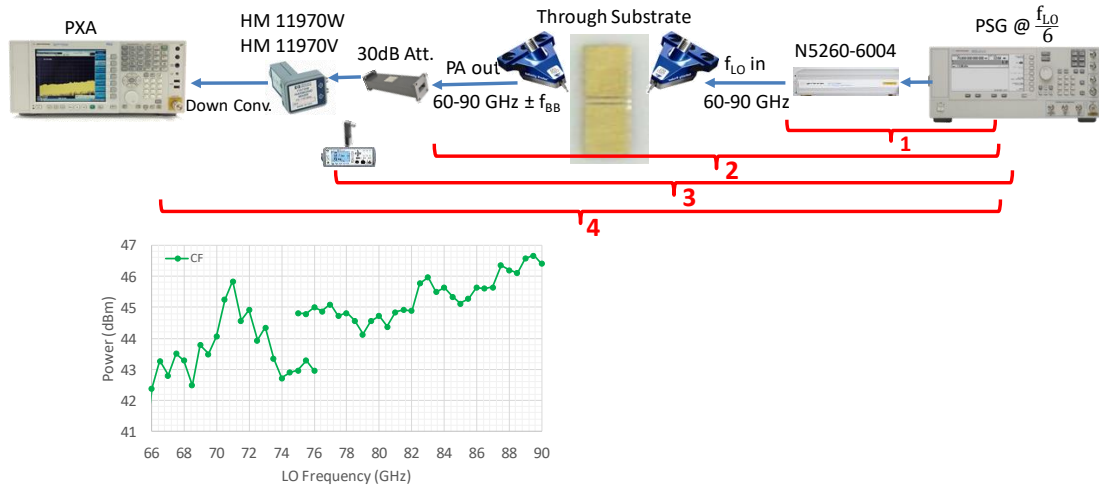 PXA
HM 11970W
HM 11970V
30dB Att.
Through Substrate
N5260-6004
PSG @ f_LO/6
Down Conv.
PA out
60-90 GHz ± f_BB
f_LO in
60-90 GHz
1
2
3
4
47
46
45
44
43
42
41
CF
Power (dBm)
66 68 70 72 74 76 78 80 82 84 86 88 90
LO Frequency (GHz)